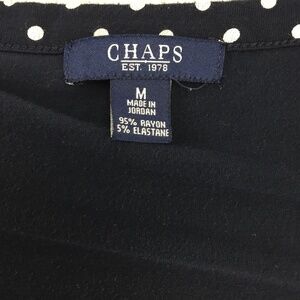 CHAPS
EST. 1978
M
MADE IN
JORDAN
95% RAYON
5% ELASTANE